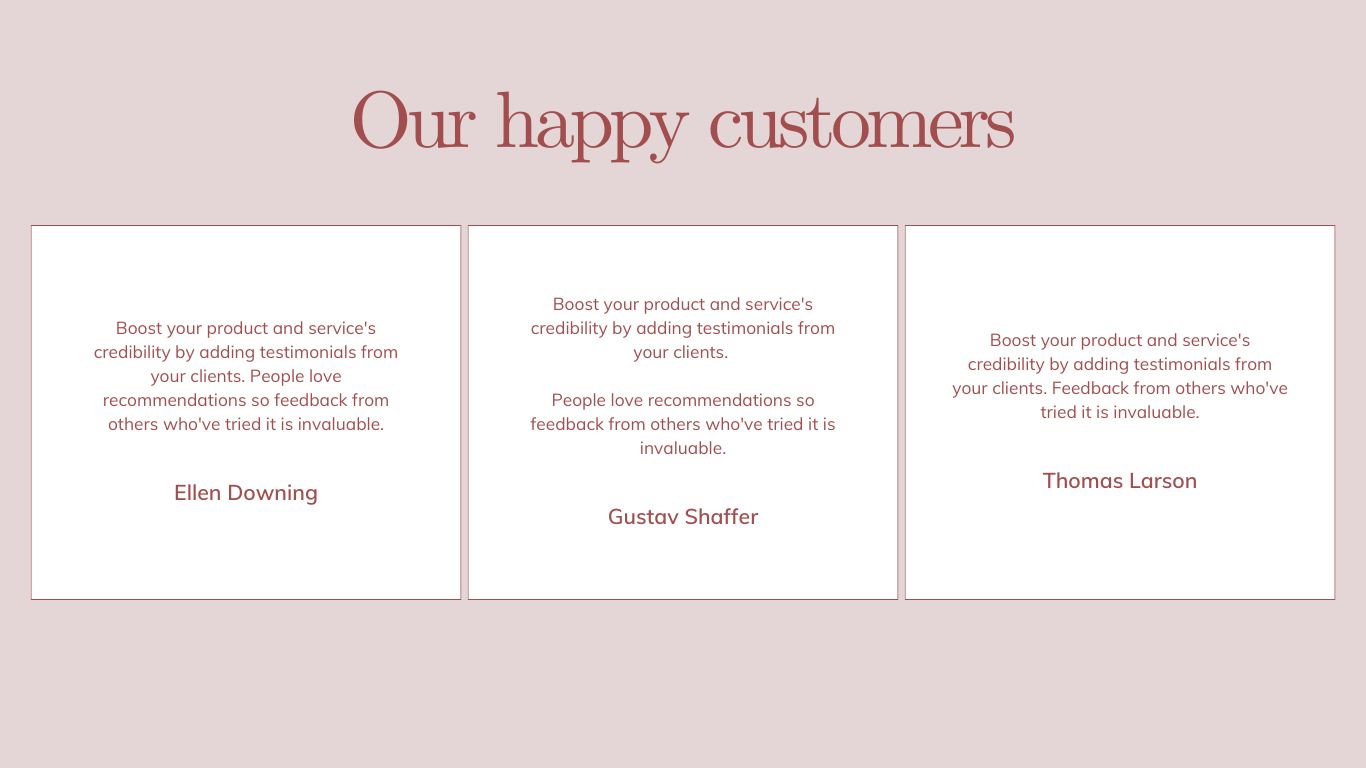 Our happy customers
Boost your product and service's
credibility by adding testimonials from
your clients. People love
recommendations so feedback from
others who've tried it is invaluable.
Ellen Downing
Boost your product and service's
credibility by adding testimonials from
your clients.
People love recommendations so
feedback from others who've tried it is
invaluable.
Gustav Shaffer
Boost your product and service's
credibility by adding testimonials from
your clients. Feedback from others who've
tried it is invaluable.
Thomas Larson